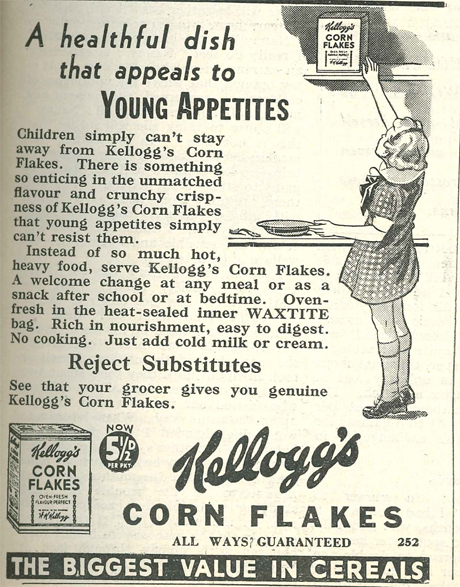 A healthful dish
that appeals to
YOUNG APPETITES
Kellogg's
CORN
FLAKES
Children simply can't stay
away from Kellogg's Corn
Flakes. There is something
so enticing in the unmatched
flavour and crunchy crisp-
ness of Kellogg's Corn Flakes
that young appetites simply
can't resist them.
Instead of so much hot,
heavy food, serve Kellogg's Corn Flakes.
A welcome change at any meal or as a
snack after school or at bedtime. Oven-
fresh in the heat-sealed inner WAXTITE
bag. Rich in nourishment, easy to digest.
No cooking. Just add cold milk or cream.
Reject Substitutes
See that your grocer gives you genuine
Kellogg's Corn Flakes.
NOW
5½D
PER PKT.
Kellogg's
CORN
FLAKES
OVEN-FRESH
FLAVOUR-PERFECT
Kellogg's
CORN FLAKES
ALL WAYS GUARANTEED 252
THE BIGGEST VALUE IN CEREALS